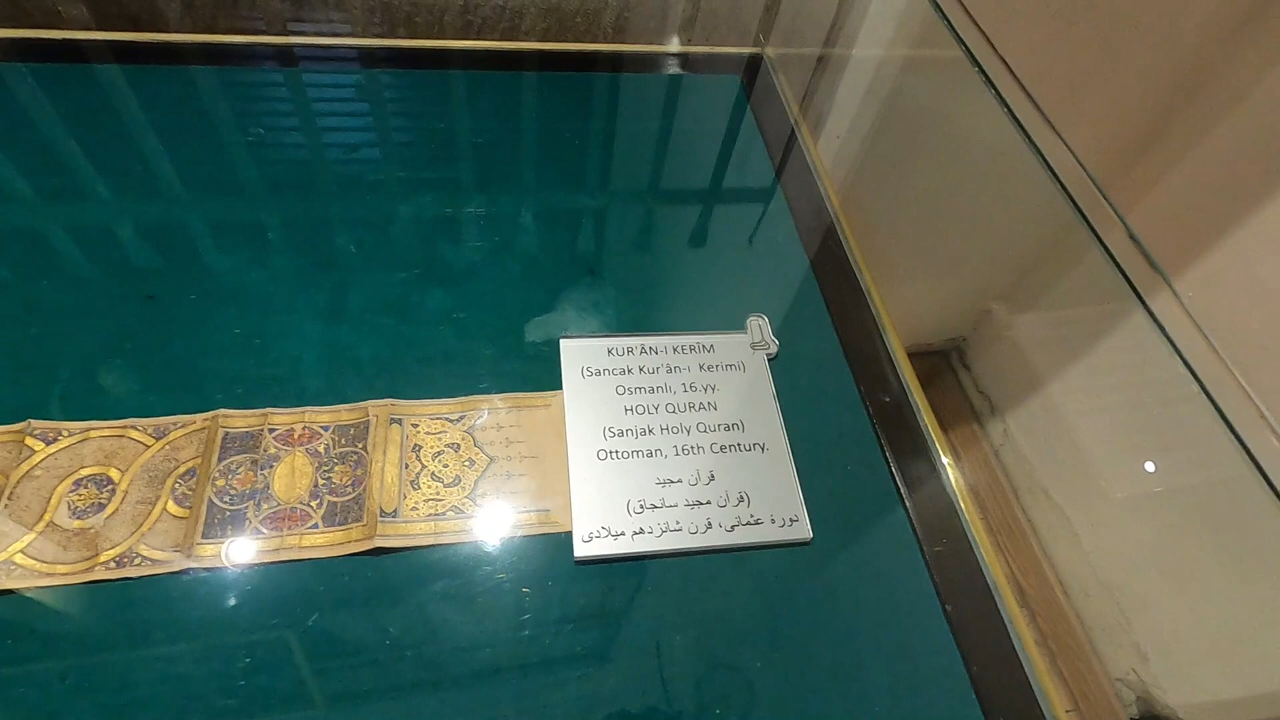 KUR'ÂN-I KERÎM
(Sancak Kur'ân-ı Kerimi)
Osmanlı, 16.yy.
HOLY QURAN
(Sanjak Holy Quran)
Ottoman, 16th Century.
قرآن مجید
(قرآن مجید سانجاق)
دورۀ عثمانی، قرن شانزدهم میلادی